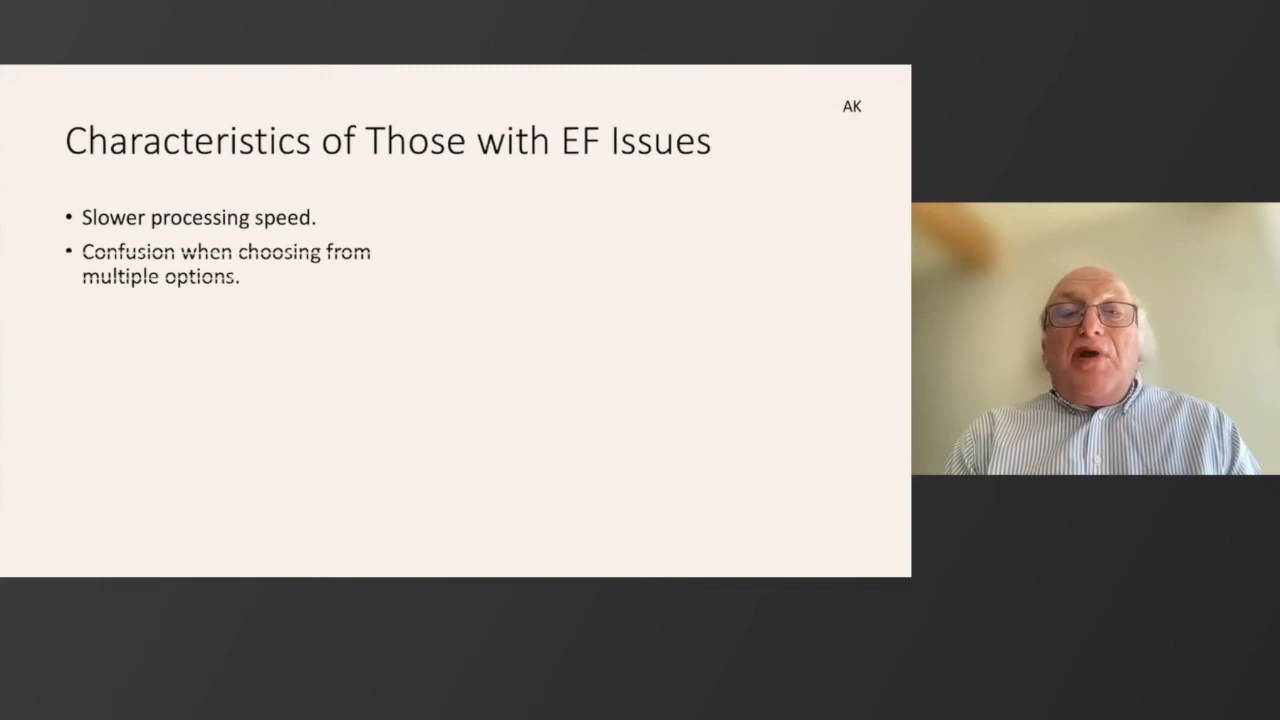 AK
Characteristics of Those with EF Issues
• Slower processing speed.
• Confusion when choosing from
multiple options.